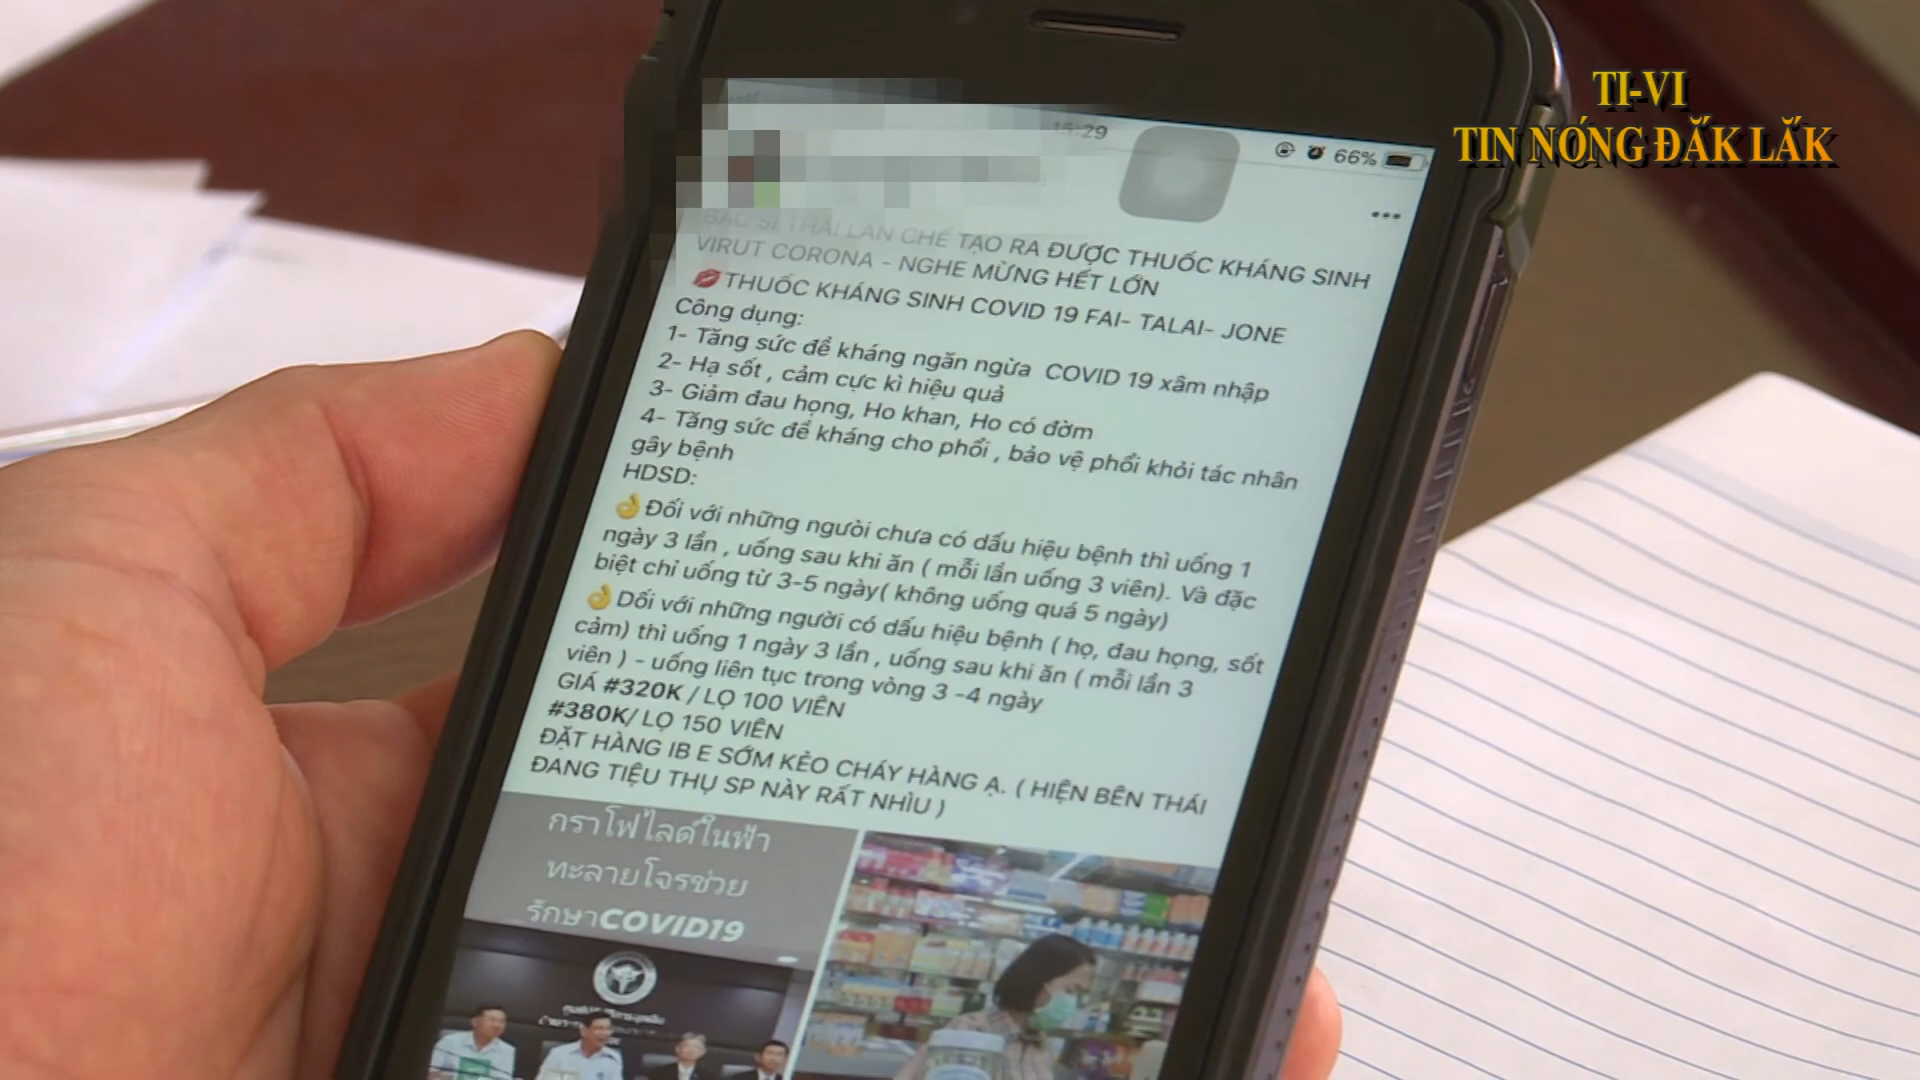 TI-VI
TIN NÓNG ĐẮK LẮK
15:29
66%
BÁC SĨ THÁI LAN CHẾ TẠO RA ĐƯỢC THUỐC KHÁNG SINH
VIRUT CORONA - NGHE MỪNG HẾT LỚN
💋THUỐC KHÁNG SINH COVID 19 FAI- TALAI- JONE
Công dụng:
1- Tăng sức để kháng ngăn ngừa COVID 19 xâm nhập
2- Hạ sốt , cảm cực kì hiệu quả
3- Giảm đau họng, Ho khan, Ho có đờm
4- Tăng sức để kháng cho phổi , bảo vệ phổi khỏi tác nhân
gây bệnh
HDSD:
👌Đối với những ngưòi chưa có dấu hiệu bệnh thì uống 1
ngày 3 lần , uống sau khi ăn ( mỗi lần uống 3 viên). Và đặc
biệt chỉ uống từ 3-5 ngày( không uống quá 5 ngày)
👌Dối với những người có dấu hiệu bệnh ( họ, đau họng, sốt
cảm) thì uống 1 ngày 3 lần , uống sau khi ăn ( mỗi lần 3
viên ) - uống liên tục trong vòng 3 -4 ngày
GIÁ #320K / LỌ 100 VIÊN
#380K/ LỌ 150 VIÊN
ĐẶT HÀNG IB E SỚM KẺO CHÁY HÀNG Ạ. ( HIỆN BÊN THÁI
ĐANG TIỆU THỤ SP NÀY RẤT NHÌU )
กราโฟไลด์ในฟ้า
ทะลายโจรช่วย
รักษาCOVID19